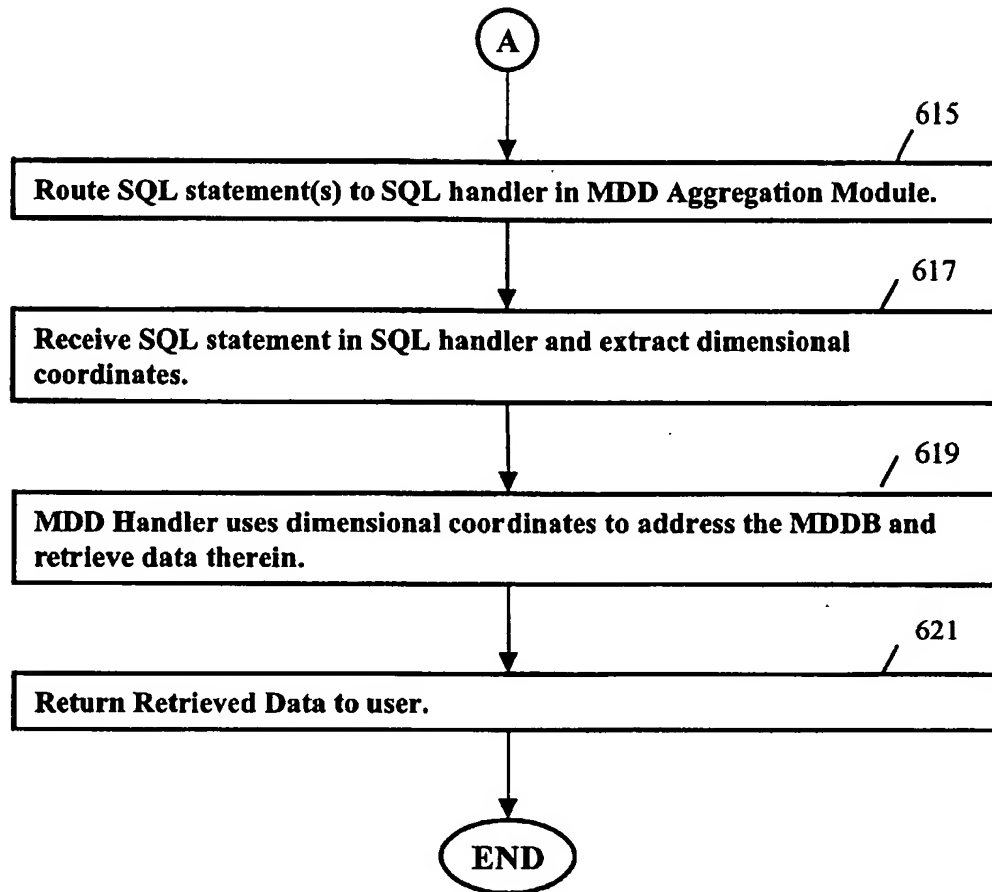 A
615
Route SQL statement(s) to SQL handler in MDD Aggregation Module.
617
Receive SQL statement in SQL handler and extract dimensional
coordinates.
619
MDD Handler uses dimensional coordinates to address the MDDB and
retrieve data therein.
621
Return Retrieved Data to user.
END